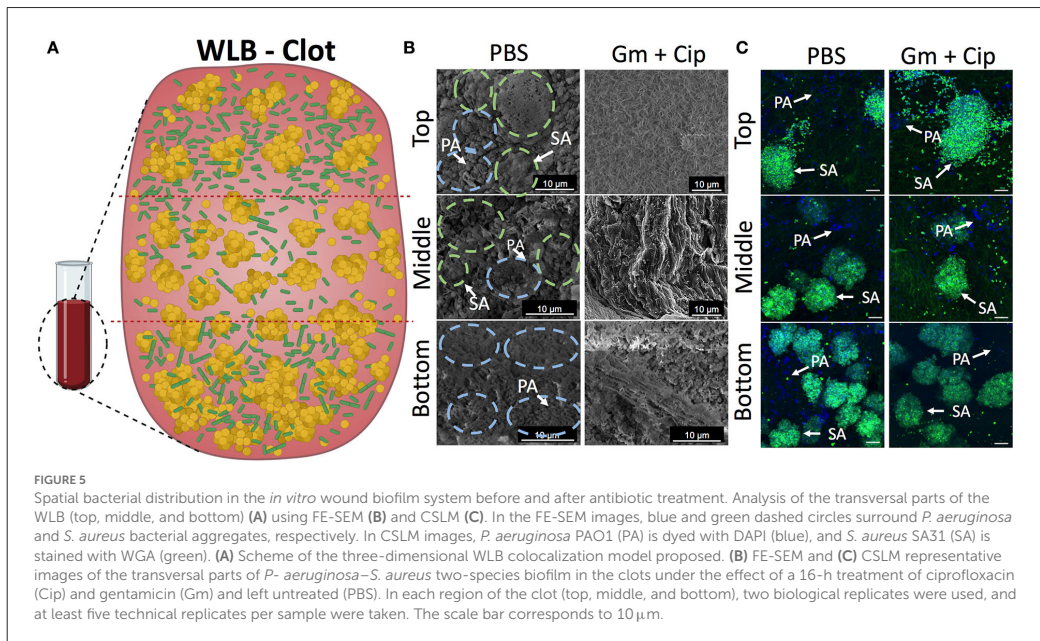 A
WLB - Clot
B
PBS
Gm + Cip
C
PBS
Gm + Cip
Top
PA
SA
10 µm
10 µm
PA
SA
PA
SA
Middle
PA
SA
10 µm
10 µm
PA
SA
PA
SA
Bottom
PA
10 µm
10 µm
PA
SA
PA
SA
FIGURE 5
Spatial bacterial distribution in the in vitro wound biofilm system before and after antibiotic treatment. Analysis of the transversal parts of the
WLB (top, middle, and bottom) (A) using FE-SEM (B) and CSLM (C). In the FE-SEM images, blue and green dashed circles surround P. aeruginosa
and S. aureus bacterial aggregates, respectively. In CSLM images, P. aeruginosa PAO1 (PA) is dyed with DAPI (blue), and S. aureus SA31 (SA) is
stained with WGA (green). (A) Scheme of the three-dimensional WLB colocalization model proposed. (B) FE-SEM and (C) CSLM representative
images of the transversal parts of P- aeruginosa–S. aureus two-species biofilm in the clots under the effect of a 16-h treatment of ciprofloxacin
(Cip) and gentamicin (Gm) and left untreated (PBS). In each region of the clot (top, middle, and bottom), two biological replicates were used, and
at least five technical replicates per sample were taken. The scale bar corresponds to 10 µm.